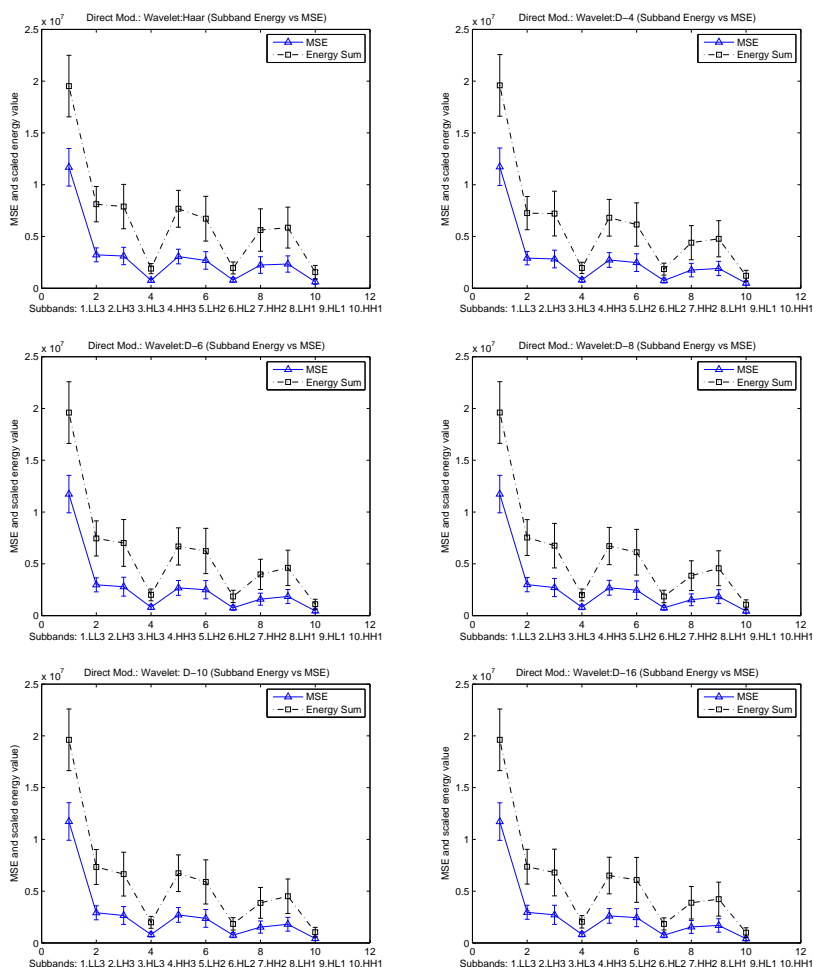 Direct Mod.: Wavelet:Haar (Subband Energy vs MSE)
x 10^7
MSE
Energy Sum
MSE and scaled energy value
2.5
2
1.5
1
0.5
0
0 2 4 6 8 10 12
Subbands: 1.LL3 2.LH3 3.HL3 4.HH3 5.LH2 6.HL2 7.HH2 8.LH1 9.HL1 10.HH1
Direct Mod.: Wavelet:D-4 (Subband Energy vs MSE)
x 10^7
MSE
Energy Sum
MSE and scaled energy value
2.5
2
1.5
1
0.5
0
0 2 4 6 8 10 12
Subbands: 1.LL3 2.LH3 3.HL3 4.HH3 5.LH2 6.HL2 7.HH2 8.LH1 9.HL1 10.HH1
Direct Mod.: Wavelet:D-6 (Subband Energy vs MSE)
x 10^7
MSE
Energy Sum
MSE and scaled energy value
2.5
2
1.5
1
0.5
0
0 2 4 6 8 10 12
Subbands: 1.LL3 2.LH3 3.HL3 4.HH3 5.LH2 6.HL2 7.HH2 8.LH1 9.HL1 10.HH1
Direct Mod.: Wavelet:D-8 (Subband Energy vs MSE)
x 10^7
MSE
Energy Sum
MSE and scaled energy value
2.5
2
1.5
1
0.5
0
0 2 4 6 8 10 12
Subbands: 1.LL3 2.LH3 3.HL3 4.HH3 5.LH2 6.HL2 7.HH2 8.LH1 9.HL1 10.HH1
Direct Mod.: Wavelet: D-10 (Subband Energy vs MSE)
x 10^7
MSE
Energy Sum
MSE and scaled energy value)
2.5
2
1.5
1
0.5
0
0 2 4 6 8 10 12
Subbands: 1.LL3 2.LH3 3.HL3 4.HH3 5.LH2 6.HL2 7.HH2 8.LH1 9.HL1 10.HH1
Direct Mod.: Wavelet:D-16 (Subband Energy vs MSE)
x 10^7
MSE
Energy Sum
MSE and scaled energy value
2.5
2
1.5
1
0.5
0
0 2 4 6 8 10 12
Subbands: 1.LL3 2.LH3 3.HL3 4.HH3 5.LH2 6.HL2 7.HH2 8.LH1 9.HL1 10.HH1